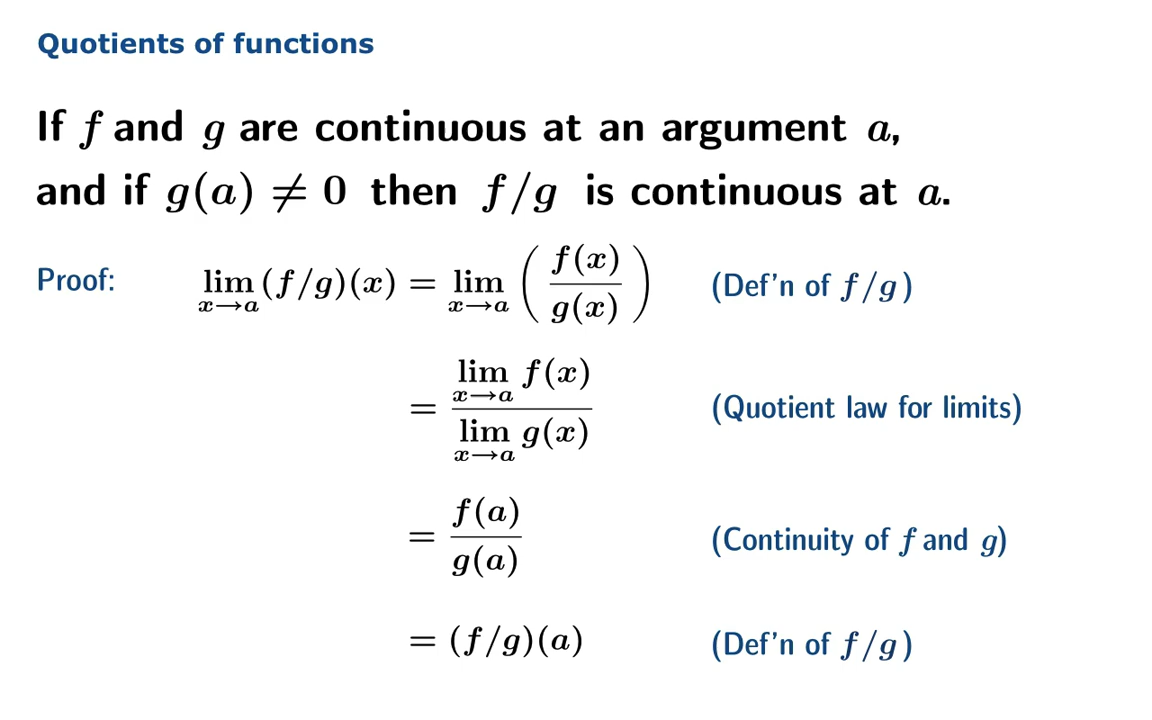 Quotients of functions
If f and g are continuous at an argument a,
and if g(a) ≠ 0 then f/g is continuous at a.
Proof: lim_{x→a} (f/g)(x) = lim_{x→a} ( f(x) / g(x) ) (Def'n of f/g)
= lim_{x→a} f(x) / lim_{x→a} g(x) (Quotient law for limits)
= f(a) / g(a) (Continuity of f and g)
= (f/g)(a) (Def'n of f/g)